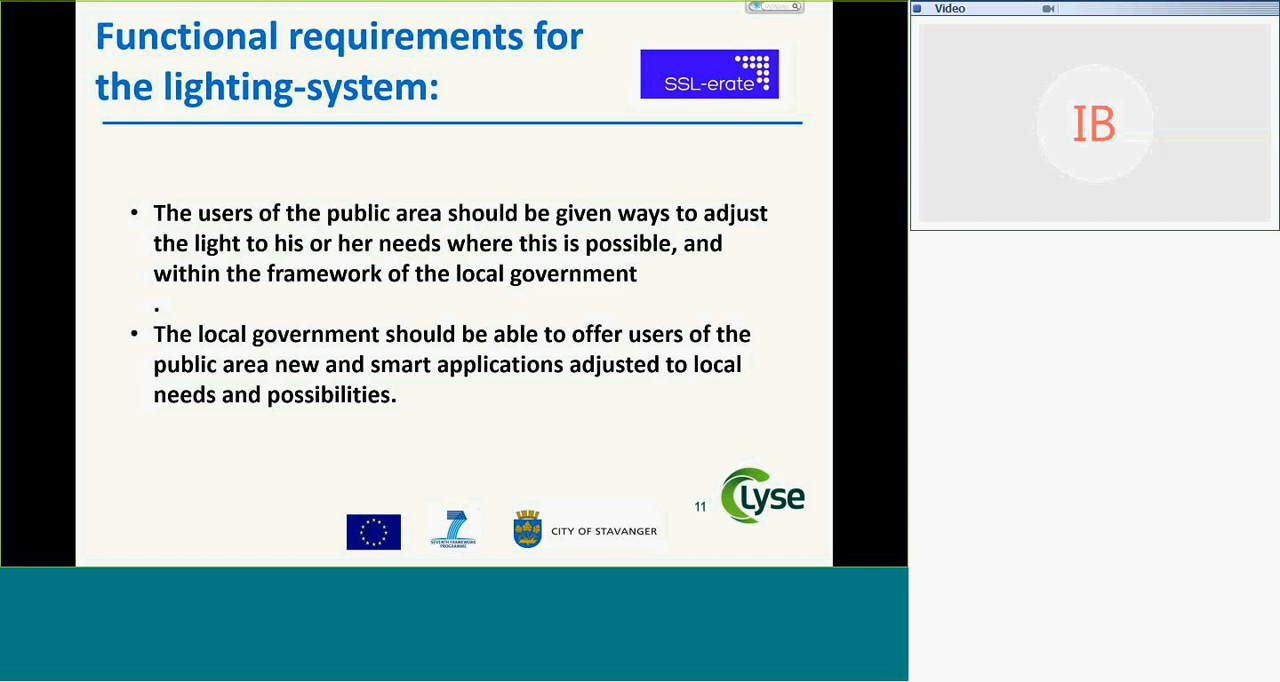 Functional requirements for
the lighting-system:
SSL-erate
• The users of the public area should be given ways to adjust
the light to his or her needs where this is possible, and
within the framework of the local government
.
• The local government should be able to offer users of the
public area new and smart applications adjusted to local
needs and possibilities.
SEVENTH FRAMEWORK
PROGRAMME
CITY OF STAVANGER
11
Lyse
Video
IB